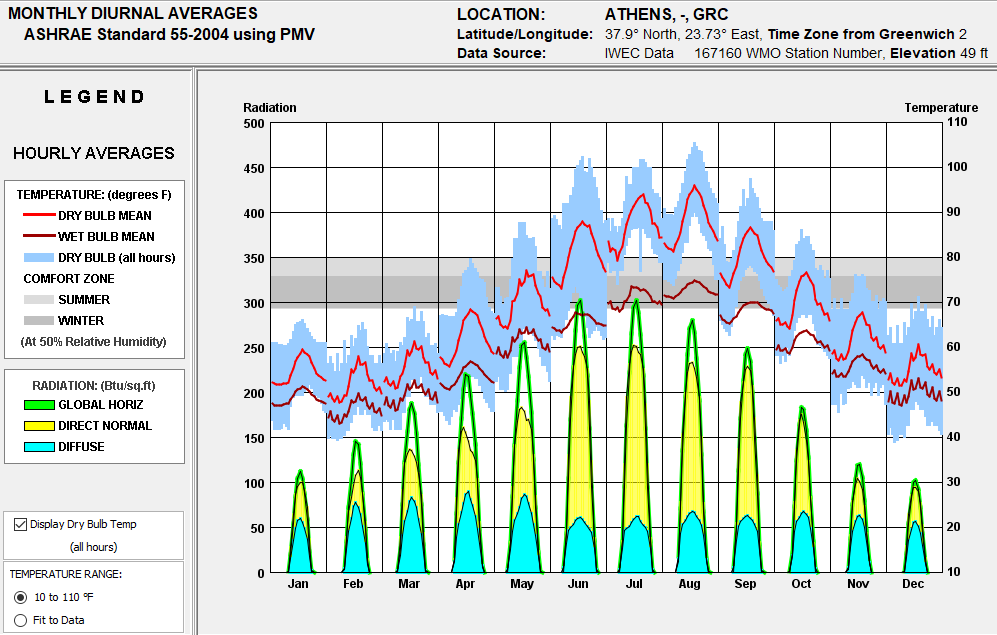 MONTHLY DIURNAL AVERAGES
ASHRAE Standard 55-2004 using PMV
LOCATION: ATHENS, -, GRC
Latitude/Longitude: 37.9° North, 23.73° East, Time Zone from Greenwich 2
Data Source: IWEC Data 167160 WMO Station Number, Elevation 49 ft
LEGEND
HOURLY AVERAGES
TEMPERATURE: (degrees F)
DRY BULB MEAN
WET BULB MEAN
DRY BULB (all hours)
COMFORT ZONE
SUMMER
WINTER
(At 50% Relative Humidity)
RADIATION: (Btu/sq.ft)
GLOBAL HORIZ
DIRECT NORMAL
DIFFUSE
Display Dry Bulb Temp
(all hours)
TEMPERATURE RANGE:
10 to 110 °F
Fit to Data
Radiation Temperature
500 110
450 100
400 90
350 80
300 70
250 60
200 50
150 40
100 30
50 20
0 10
Jan Feb Mar Apr May Jun Jul Aug Sep Oct Nov Dec